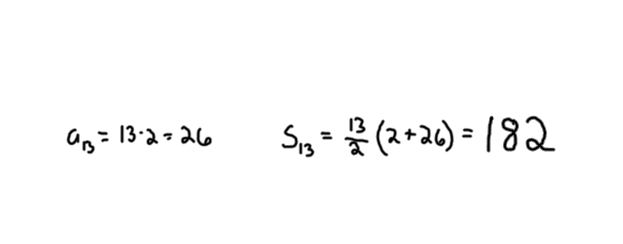 a₁₃ = 13·2 = 26 S₁₃ = 13/2 (2+26) = 182